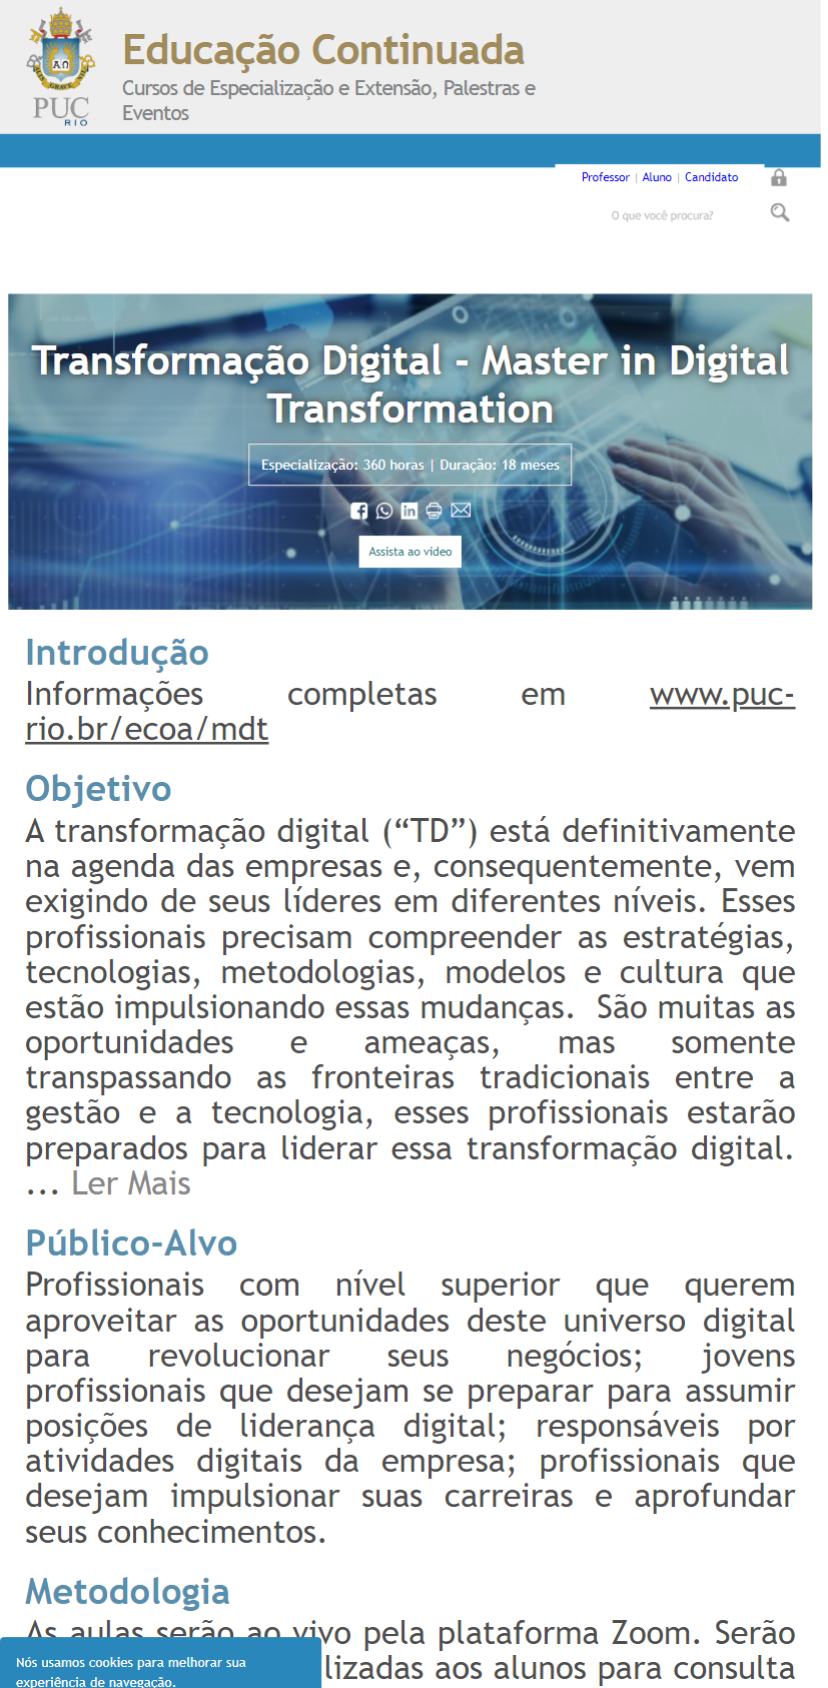 PUC
RIO
Educação Continuada
Cursos de Especialização e Extensão, Palestras e
Eventos
Professor | Aluno | Candidato
O que você procura?
Transformação Digital - Master in Digital
Transformation
Especialização: 360 horas | Duração: 18 meses
Assista ao vídeo
Introdução
Informações completas em www.puc-
rio.br/ecoa/mdt
Objetivo
A transformação digital (“TD”) está definitivamente
na agenda das empresas e, consequentemente, vem
exigindo de seus líderes em diferentes níveis. Esses
profissionais precisam compreender as estratégias,
tecnologias, metodologias, modelos e cultura que
estão impulsionando essas mudanças.  São muitas as
oportunidades e ameaças, mas somente
transpassando as fronteiras tradicionais entre a
gestão e a tecnologia, esses profissionais estarão
preparados para liderar essa transformação digital.
... Ler Mais
Público-Alvo
Profissionais com nível superior que querem
aproveitar as oportunidades deste universo digital
para revolucionar seus negócios; jovens
profissionais que desejam se preparar para assumir
posições de liderança digital; responsáveis por
atividades digitais da empresa; profissionais que
desejam impulsionar suas carreiras e aprofundar
seus conhecimentos.
Metodologia
As aulas serão ao vivo pela plataforma Zoom. Serão
lizadas aos alunos para consulta
Nós usamos cookies para melhorar sua
experiência de navegação.